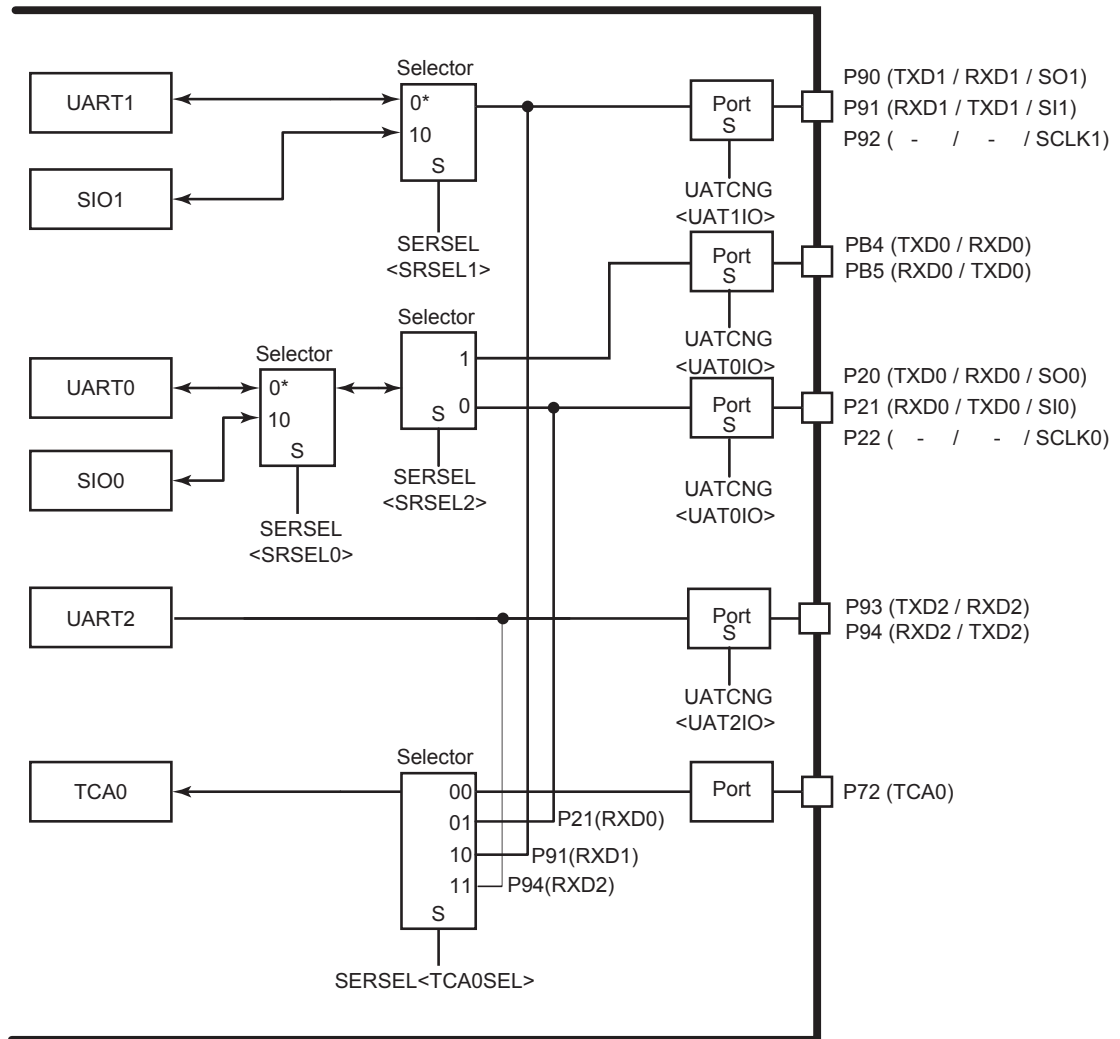 Selector
UART1
0*
10
S
SIO1
SERSEL
<SRSEL1>
Port
S
UATCNG
<UAT1IO>
P90 (TXD1 / RXD1 / SO1)
P91 (RXD1 / TXD1 / SI1)
P92 ( - / - / SCLK1)
Port
S
UATCNG
<UAT0IO>
PB4 (TXD0 / RXD0)
PB5 (RXD0 / TXD0)
Selector
1
0
S
SERSEL
<SRSEL2>
Selector
UART0
0*
10
S
SIO0
SERSEL
<SRSEL0>
Port
S
UATCNG
<UAT0IO>
P20 (TXD0 / RXD0 / SO0)
P21 (RXD0 / TXD0 / SI0)
P22 ( - / - / SCLK0)
UART2
Port
S
UATCNG
<UAT2IO>
P93 (TXD2 / RXD2)
P94 (RXD2 / TXD2)
Selector
TCA0
00
01
10
11
S
P21(RXD0)
P91(RXD1)
P94(RXD2)
Port
P72 (TCA0)
SERSEL<TCA0SEL>